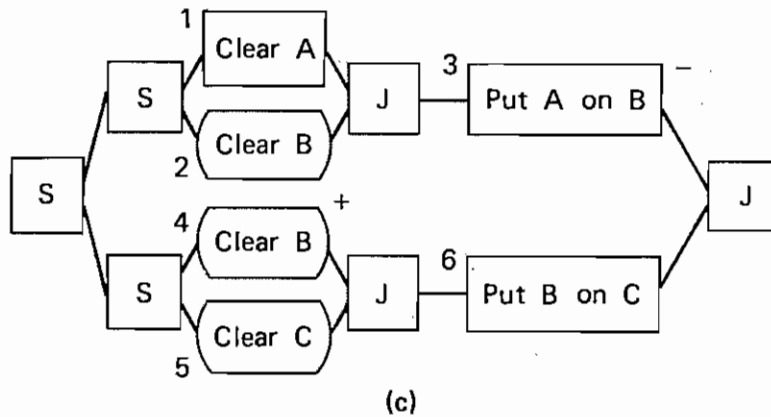 1
Clear A
S
J
3
Put A on B
−
2
Clear B
S
J
4
Clear B
+
S
J
6
Put B on C
5
Clear C
(c)